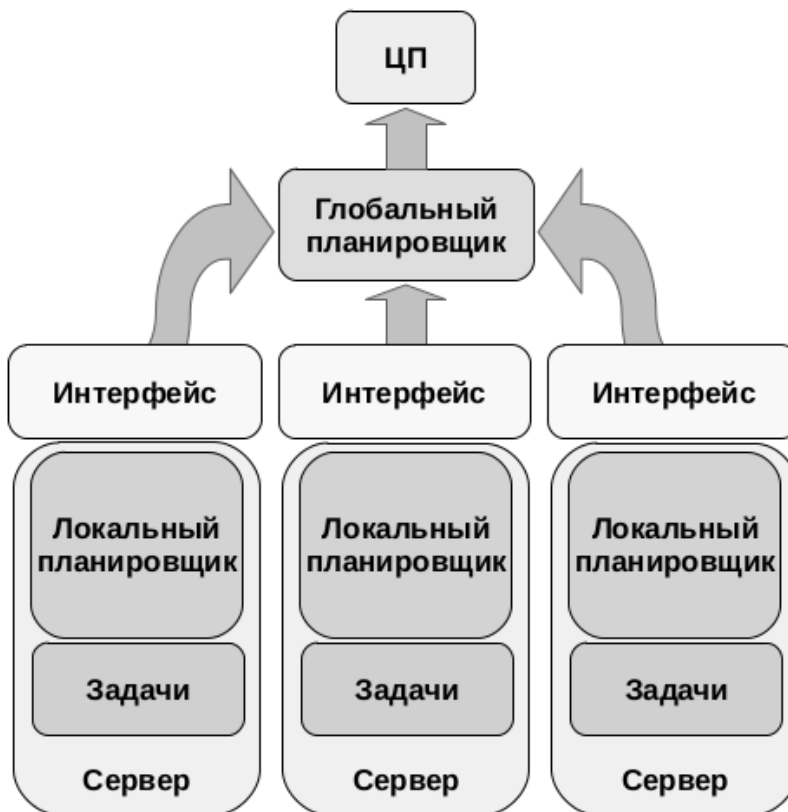 ЦП
Глобальный
планировщик
Интерфейс
Интерфейс
Интерфейс
Локальный
планировщик
Локальный
планировщик
Локальный
планировщик
Задачи
Задачи
Задачи
Сервер
Сервер
Сервер